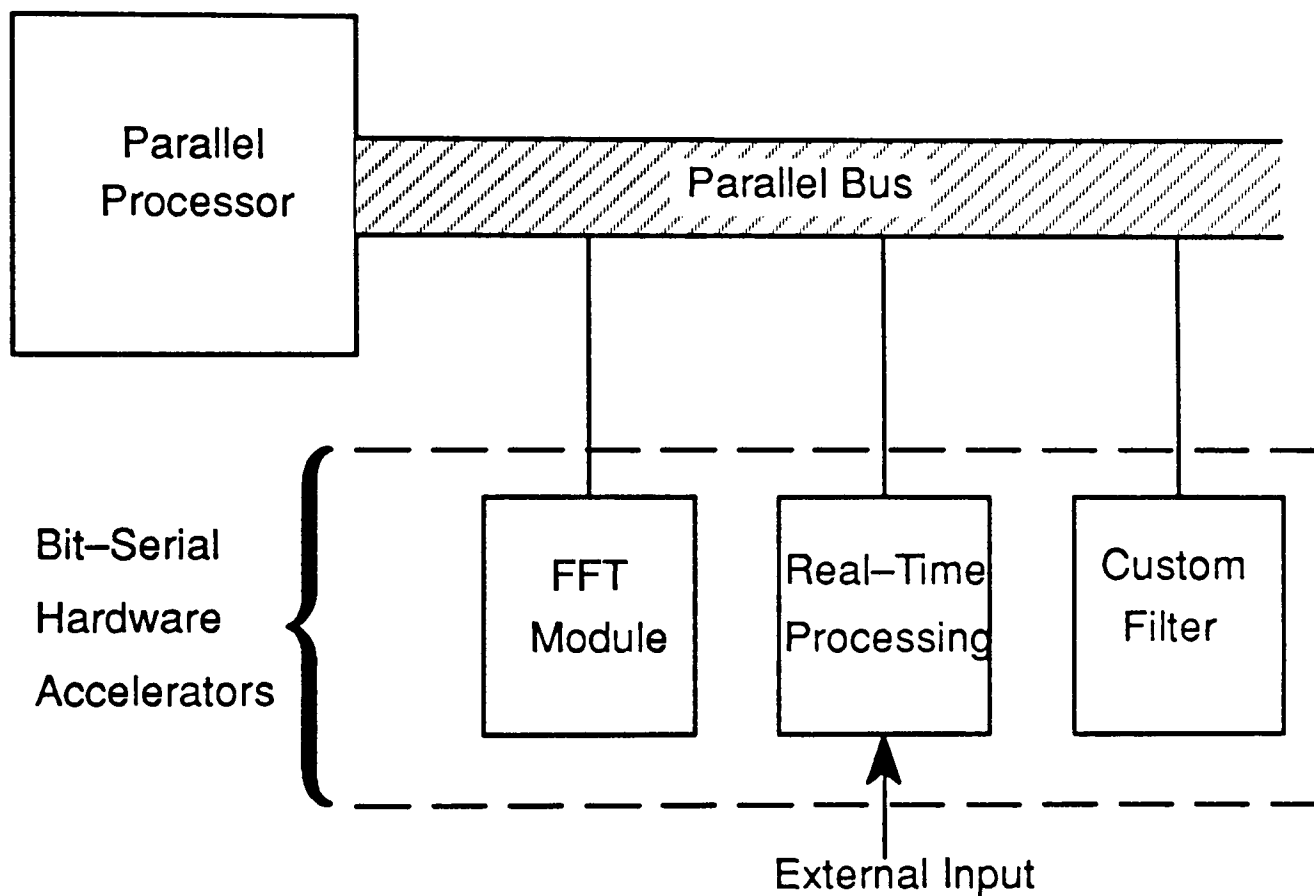 Parallel
Processor
Parallel Bus
Bit–Serial
Hardware
Accelerators
FFT
Module
Real–Time
Processing
Custom
Filter
External Input